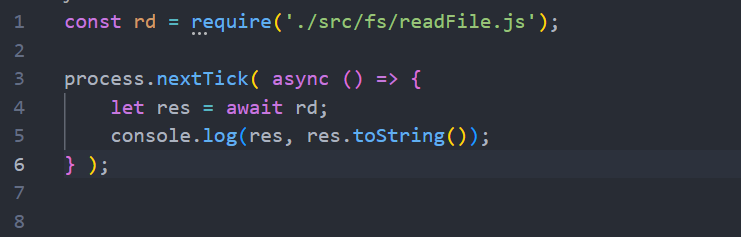 1 const rd = require('./src/fs/readFile.js');
2
3 process.nextTick( async () => {
4     let res = await rd;
5     console.log(res, res.toString());
6 } );
7
8